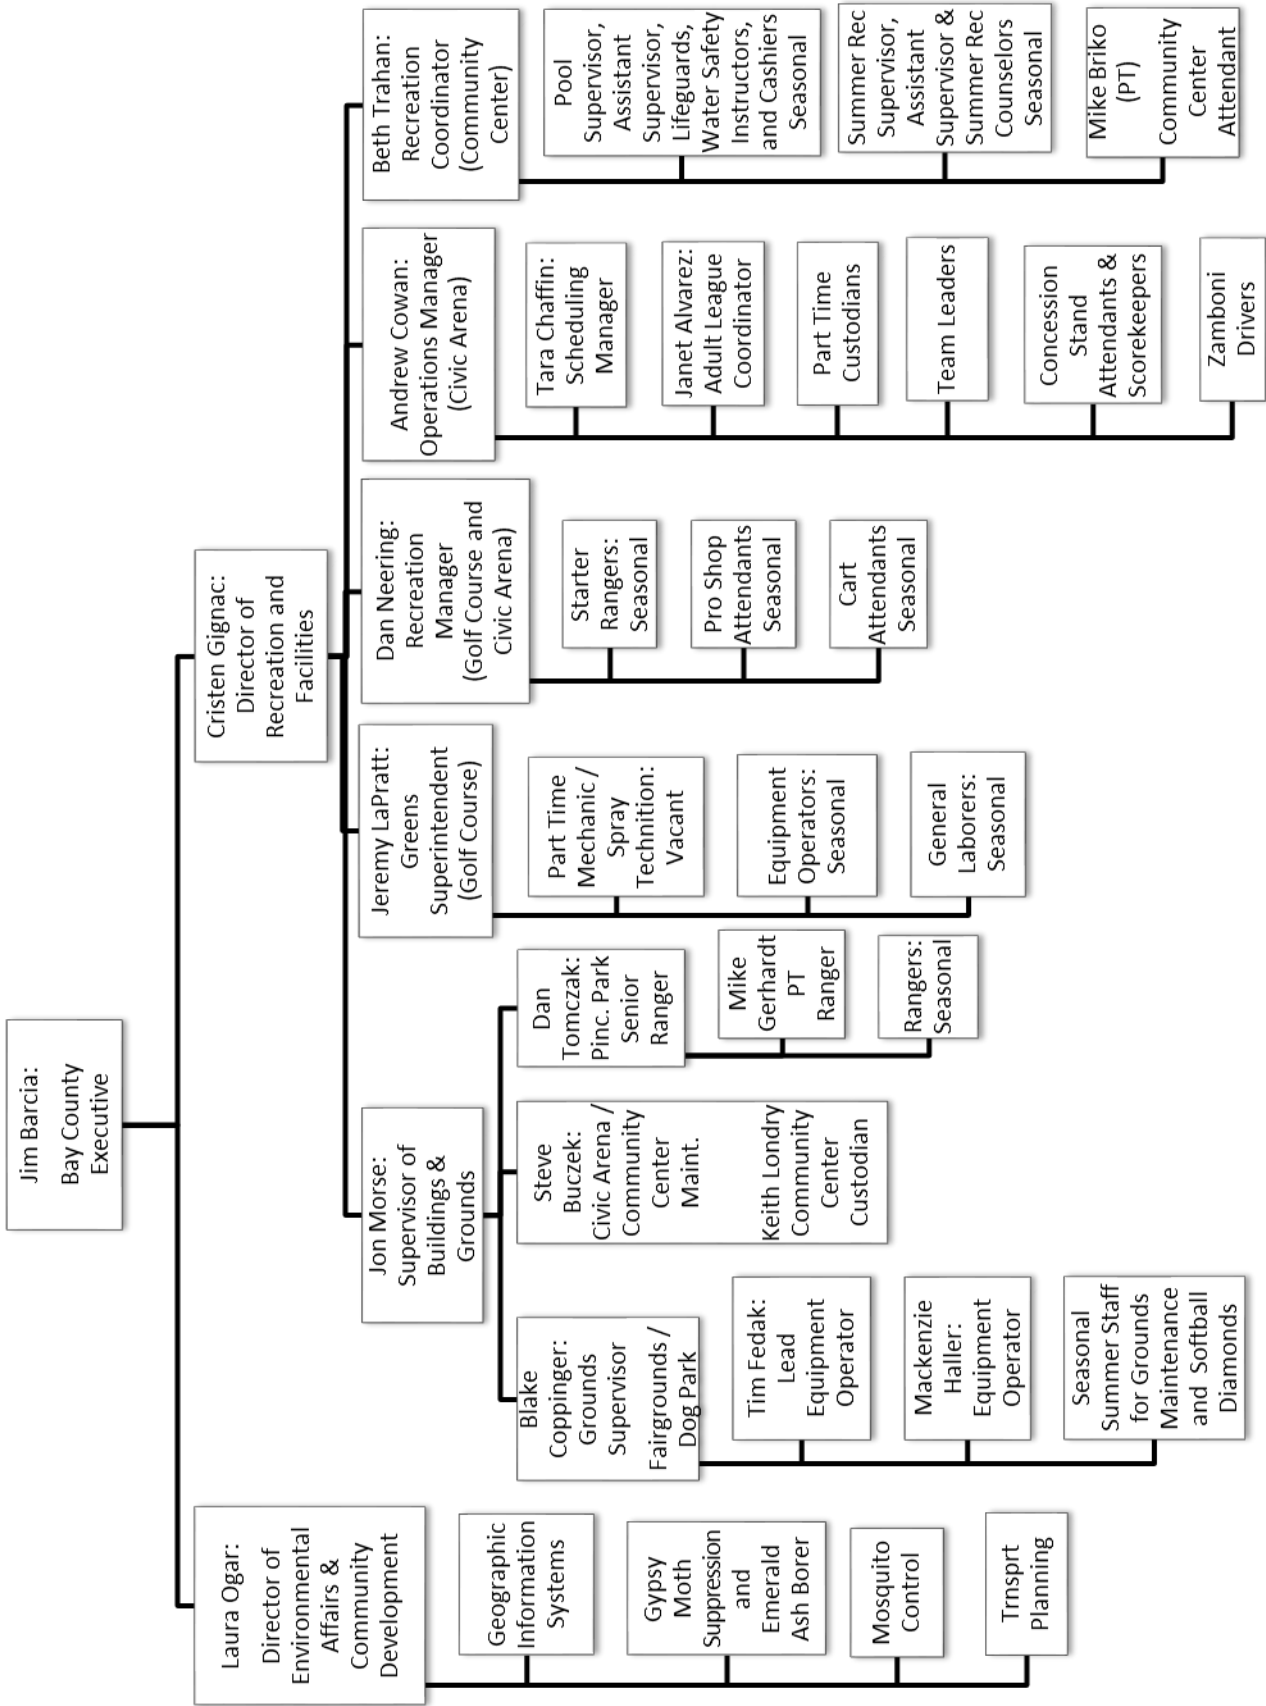 Jim Barcia:
Bay County
Executive
Laura Ogar:
Director of
Environmental
Affairs &
Community
Development
Geographic
Information
Systems
Gypsy
Moth
Suppression
and
Emerald
Ash Borer
Mosquito
Control
Trnsprt
Planning
Cristen Gignac:
Director of
Recreation and
Facilities
Jon Morse:
Supervisor of
Buildings &
Grounds
Blake
Coppinger:
Grounds
Supervisor
Fairgrounds /
Dog Park
Tim Fedak:
Lead
Equipment
Operator
Mackenzie
Haller:
Equipment
Operator
Seasonal
Summer Staff
for Grounds
Maintenance
and Softball
Diamonds
Steve
Buczek:
Civic Arena /
Community
Center
Maint.
Keith Londry
Community
Center
Custodian
Dan
Tomczak:
Pinc. Park
Senior
Ranger
Mike
Gerhardt
PT
Ranger
Rangers:
Seasonal
Jeremy LaPratt:
Greens
Superintendent
(Golf Course)
Part Time
Mechanic /
Spray
Technition:
Vacant
Equipment
Operators:
Seasonal
General
Laborers:
Seasonal
Dan Neering:
Recreation
Manager
(Golf Course and
Civic Arena)
Starter
Rangers:
Seasonal
Pro Shop
Attendants
Seasonal
Cart
Attendants
Seasonal
Andrew Cowan:
Operations Manager
(Civic Arena)
Tara Chaffin:
Scheduling
Manager
Janet Alvarez:
Adult League
Coordinator
Part Time
Custodians
Team Leaders
Concession
Stand
Attendants &
Scorekeepers
Zamboni
Drivers
Beth Trahan:
Recreation
Coordinator
(Community
Center)
Pool
Supervisor,
Assistant
Supervisor,
Lifeguards,
Water Safety
Instructors,
and Cashiers
Seasonal
Summer Rec
Supervisor,
Assistant
Supervisor &
Summer Rec
Counselors
Seasonal
Mike Briko
(PT)
Community
Center
Attendant